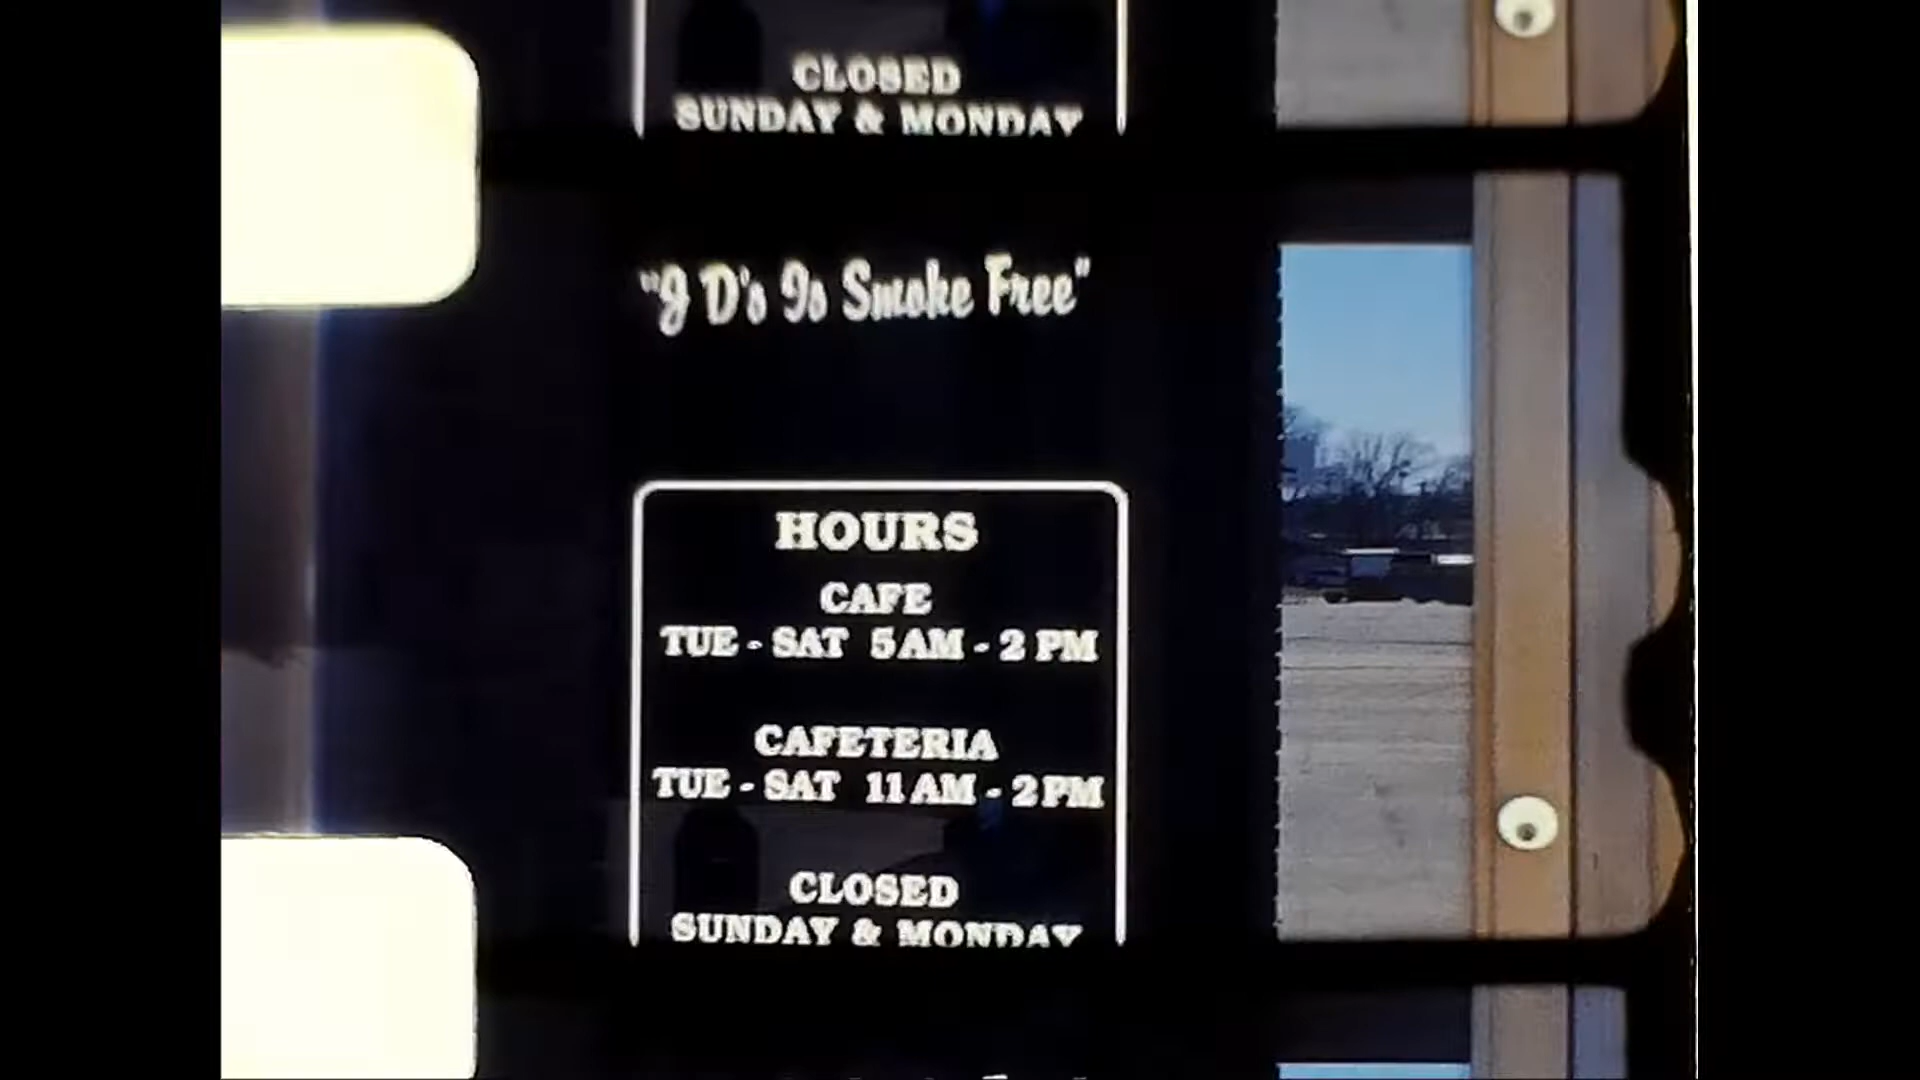 CLOSED
SUNDAY & MONDAY
"J D's Is Smoke Free"
HOURS
CAFE
TUE - SAT 5 AM - 2 PM
CAFETERIA
TUE - SAT 11 AM - 2 PM
CLOSED
SUNDAY & MONDAY